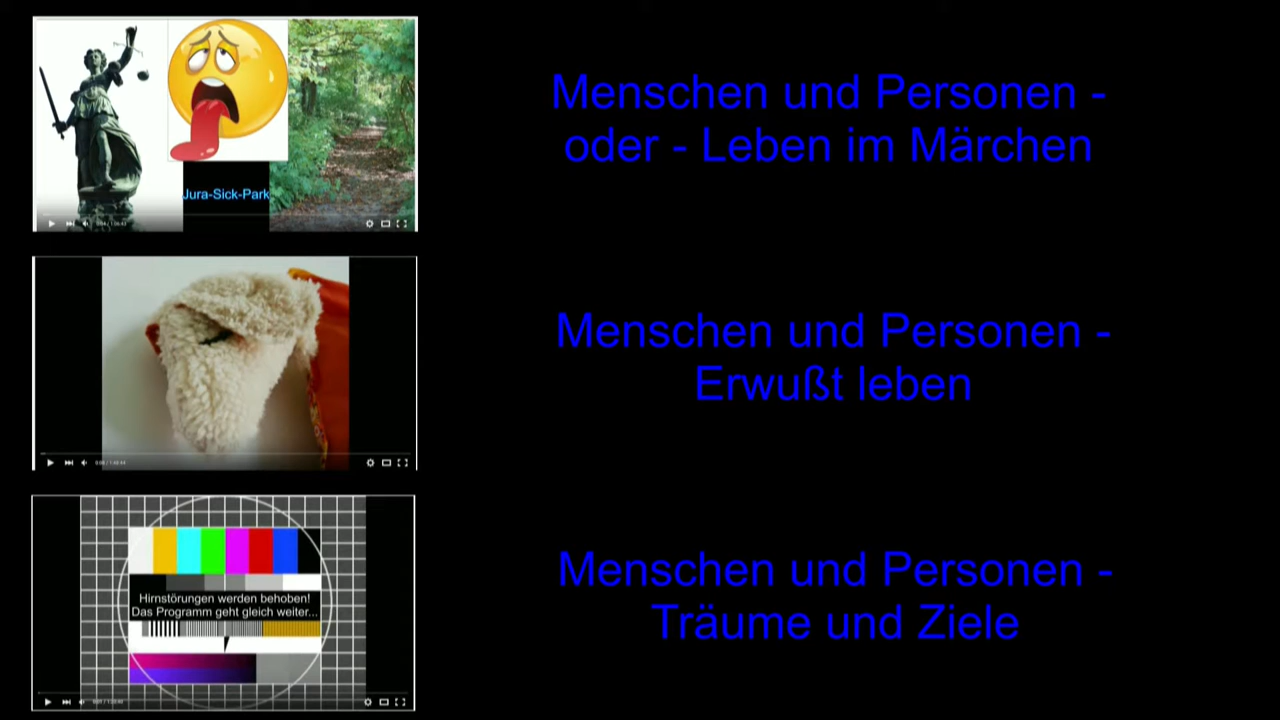 Menschen und Personen -
oder - Leben im Märchen
Jura-Sick-Park
Menschen und Personen -
Erwußt leben
Menschen und Personen -
Träume und Ziele
Hirnstörungen werden behoben!
Das Programm geht gleich weiter...